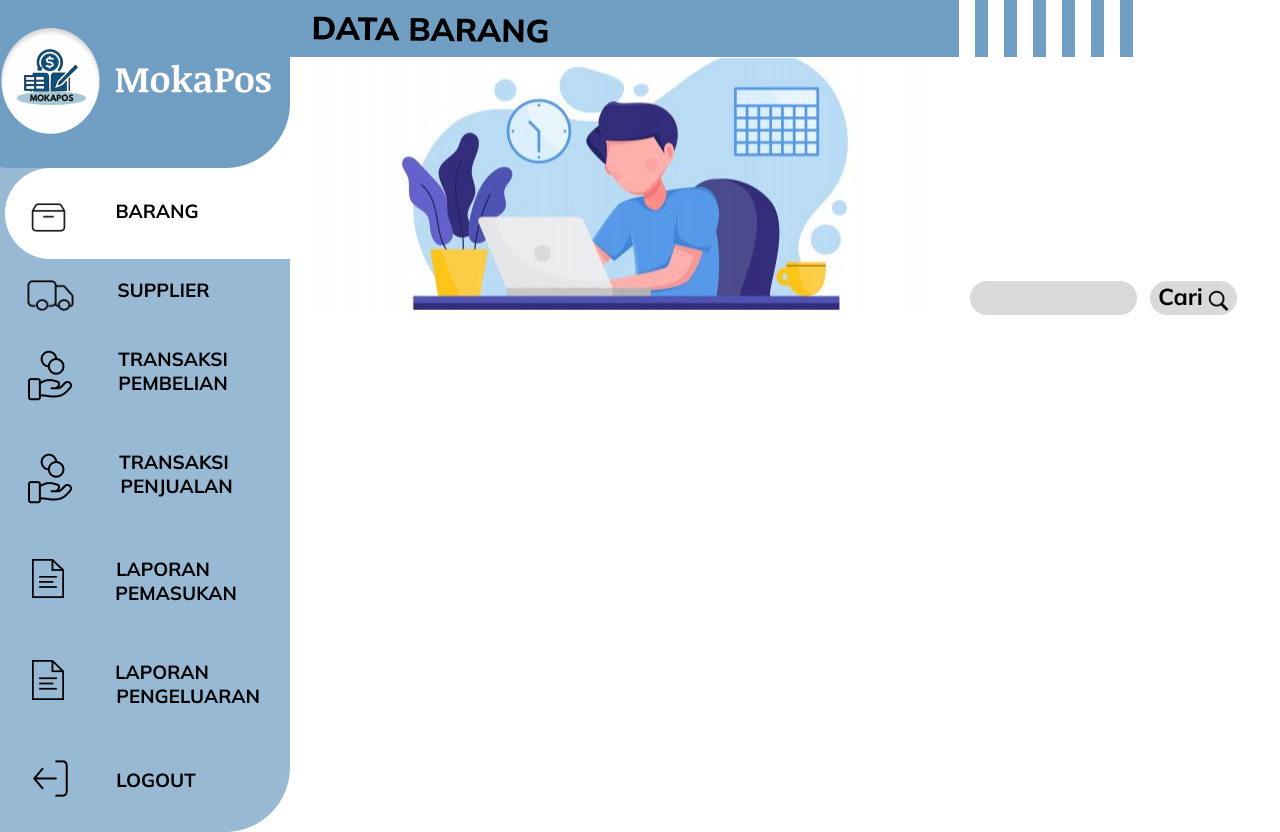 DATA BARANG
$
MOKAPOS
MokaPos
BARANG
SUPPLIER
Cari
TRANSAKSI
PEMBELIAN
TRANSAKSI
PENJUALAN
LAPORAN
PEMASUKAN
LAPORAN
PENGELUARAN
LOGOUT